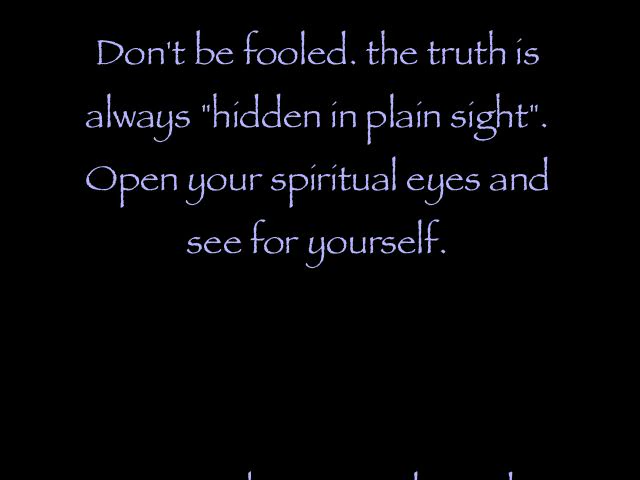 Don't be fooled. the truth is
always "hidden in plain sight".
Open your spiritual eyes and
see for yourself.